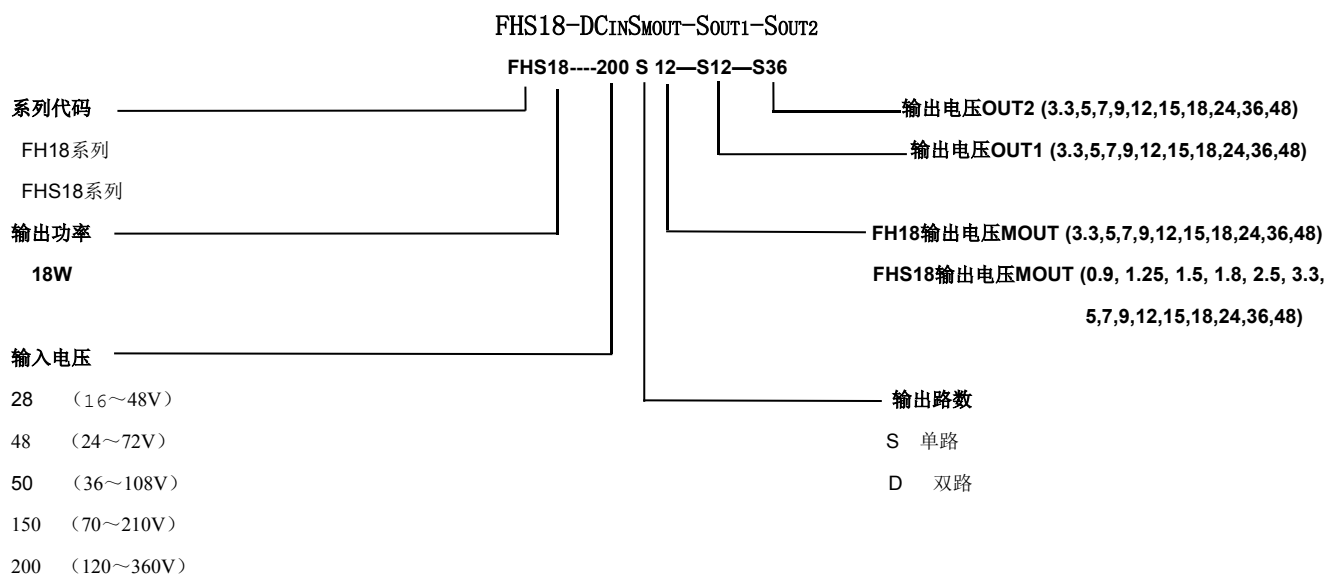 FHS18-DCINSMOUT-SOUT1-SOUT2
FHS18----200 S 12—S12—S36
系列代码
FH18系列
FHS18系列
输出功率
18W
输入电压
28 （16～48V）
48 （24～72V）
50 （36～108V）
150 （70～210V）
200 （120～360V）
输出电压OUT2 (3.3,5,7,9,12,15,18,24,36,48)
输出电压OUT1 (3.3,5,7,9,12,15,18,24,36,48)
FH18输出电压MOUT (3.3,5,7,9,12,15,18,24,36,48)
FHS18输出电压MOUT (0.9, 1.25, 1.5, 1.8, 2.5, 3.3,
5,7,9,12,15,18,24,36,48)
输出路数
S 单路
D 双路